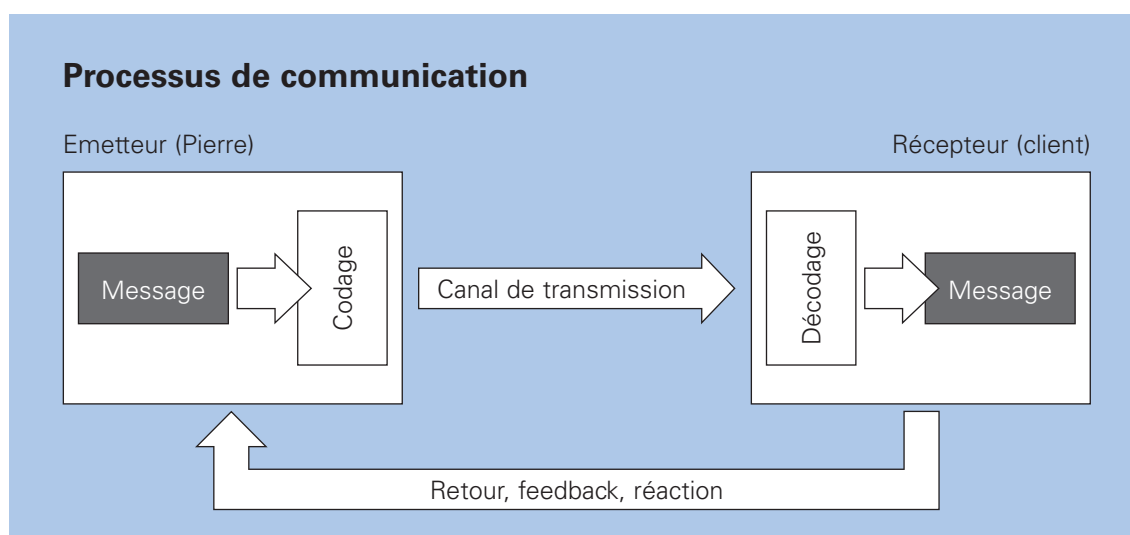 Processus de communication
Emetteur (Pierre)
Récepteur (client)
Message
Codage
Canal de transmission
Décodage
Message
Retour, feedback, réaction